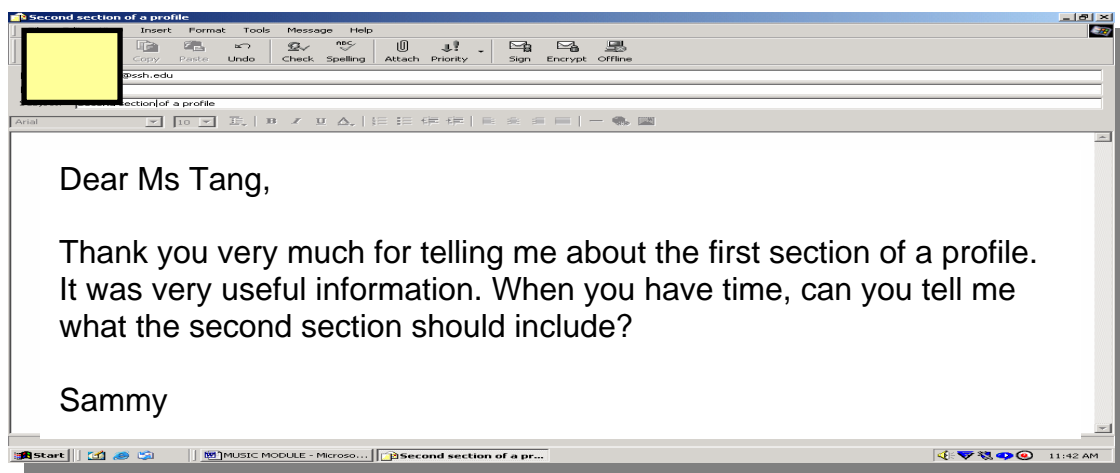 Second section of a profile
Insert Format Tools Message Help
Copy Paste Undo Check Spelling Attach Priority Sign Encrypt Offline
@ssh.edu
section of a profile
Arial 10 B I U A
Dear Ms Tang,
Thank you very much for telling me about the first section of a profile.
It was very useful information. When you have time, can you tell me
what the second section should include?
Sammy
Start MUSIC MODULE - Microso... Second section of a pr... 11:42 AM